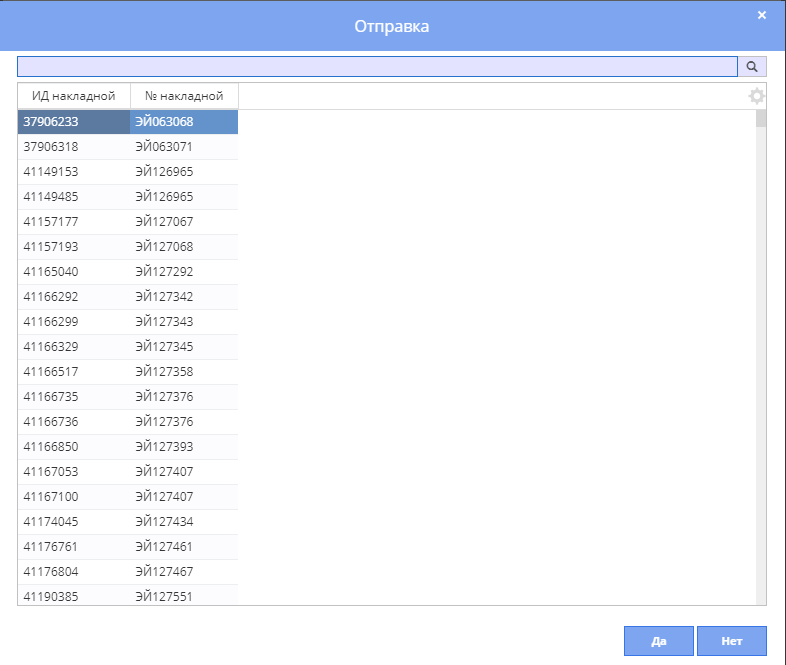 Отправка
ИД накладной № накладной
37906233 ЭЙ063068
37906318 ЭЙ063071
41149153 ЭЙ126965
41149485 ЭЙ126965
41157177 ЭЙ127067
41157193 ЭЙ127068
41165040 ЭЙ127292
41166292 ЭЙ127342
41166299 ЭЙ127343
41166329 ЭЙ127345
41166517 ЭЙ127358
41166735 ЭЙ127376
41166736 ЭЙ127376
41166850 ЭЙ127393
41167053 ЭЙ127407
41167100 ЭЙ127407
41174045 ЭЙ127434
41176761 ЭЙ127461
41176804 ЭЙ127467
41190385 ЭЙ127551
Да Нет